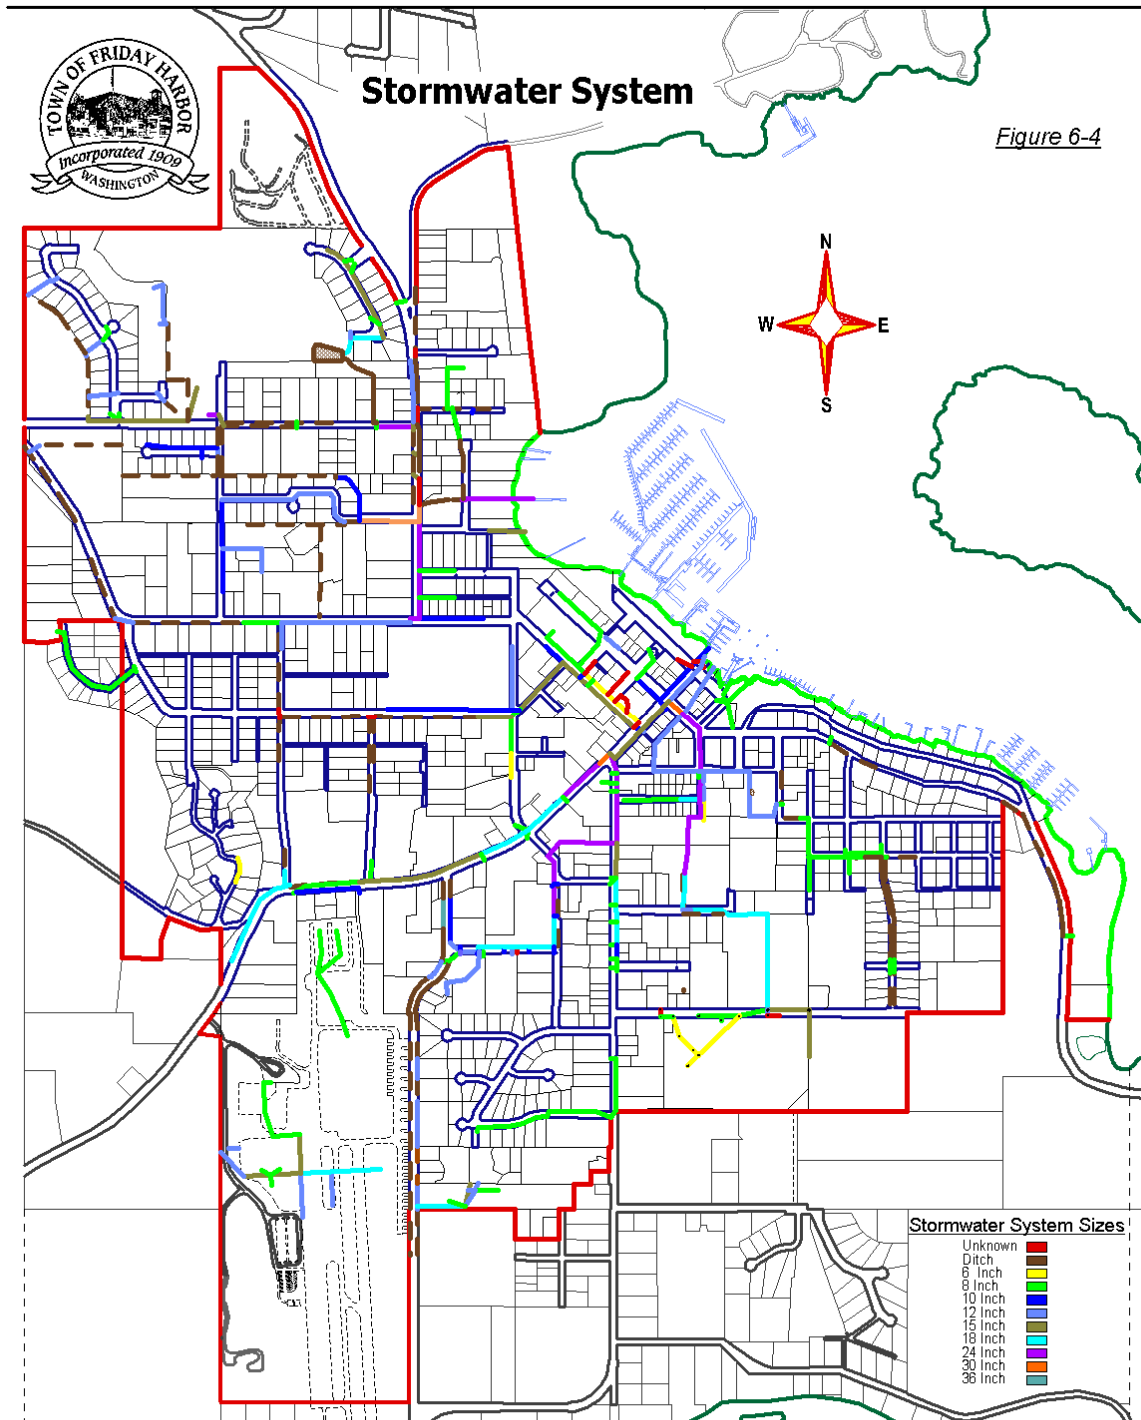 TOWN OF FRIDAY HARBOR
Incorporated 1909
WASHINGTON
Stormwater System
Figure 6-4
N
W
E
S
Stormwater System Sizes
Unknown
Ditch
6 Inch
8 Inch
10 Inch
12 Inch
15 Inch
18 Inch
24 Inch
30 Inch
36 Inch